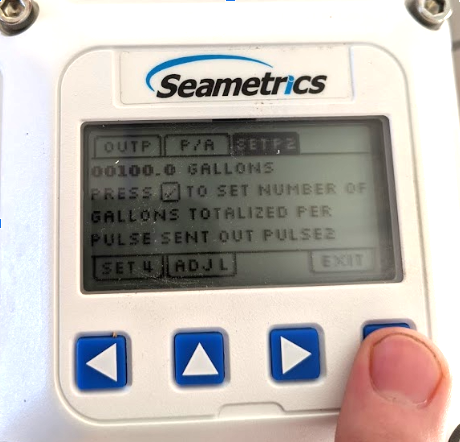 Seametrics
OUTP P/A SETP2
00100.0 GALLONS
PRESS ☑ TO SET NUMBER OF
GALLONS TOTALIZED PER
PULSE SENT OUT PULSE2
SET 4 ADJ L EXIT